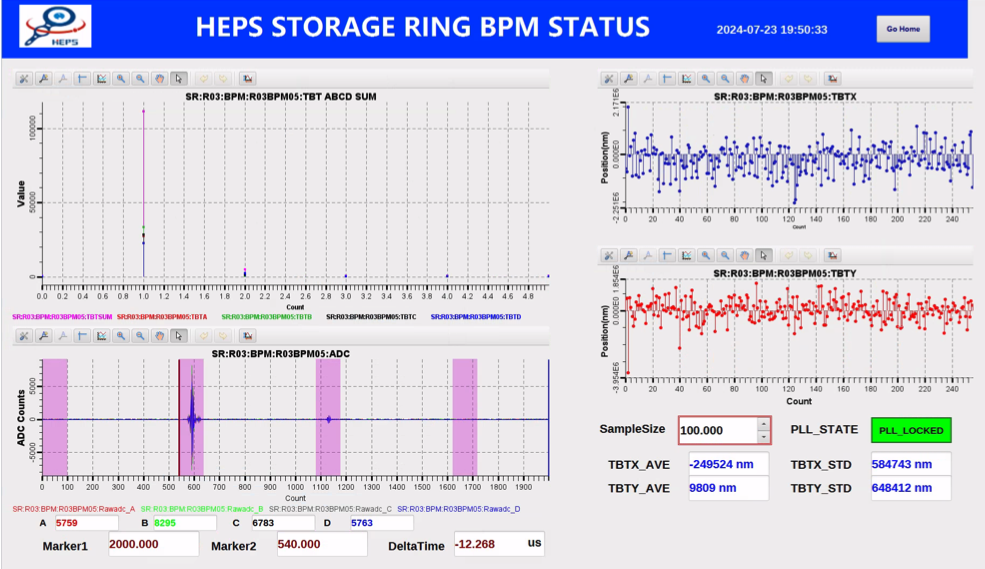 HEPS
HEPS STORAGE RING BPM STATUS
2024-07-23 19:50:33
Go Home
SR:R03:BPM:R03BPM05:TBT ABCD SUM
Value
100000
50000
0
0.0 0.2 0.4 0.6 0.8 1.0 1.2 1.4 1.6 1.8 2.0 2.2 2.4 2.6 2.8 3.0 3.2 3.4 3.6 3.8 4.0 4.2 4.4 4.6 4.8
Count
SR:R03:BPM:R03BPM05:TBTSUM SR:R03:BPM:R03BPM05:TBTA SR:R03:BPM:R03BPM05:TBTB SR:R03:BPM:R03BPM05:TBTC SR:R03:BPM:R03BPM05:TBTD
SR:R03:BPM:R03BPM05:ADC
ADC Counts
5000
0
-5000
0 100 200 300 400 500 600 700 800 900 1000 1100 1200 1300 1400 1500 1600 1700 1800 1900
Count
SR:R03:BPM:R03BPM05:Rawadc_A SR:R03:BPM:R03BPM05:Rawadc_B SR:R03:BPM:R03BPM05:Rawadc_C SR:R03:BPM:R03BPM05:Rawadc_D
A 5759 B 8295 C 6783 D 5763
Marker1 2000.000 Marker2 540.000 DeltaTime -12.268 us
SR:R03:BPM:R03BPM05:TBTX
Position(nm)
2.171E6
0.000E0
-2.251E6
0 20 40 60 80 100 120 140 160 180 200 220 240
Count
SR:R03:BPM:R03BPM05:TBTY
Position(nm)
1.854E6
0.000E0
-3.954E6
0 20 40 60 80 100 120 140 160 180 200 220 240
Count
SampleSize 100.000 PLL_STATE PLL_LOCKED
TBTX_AVE -249524 nm TBTX_STD 584743 nm
TBTY_AVE 9809 nm TBTY_STD 648412 nm